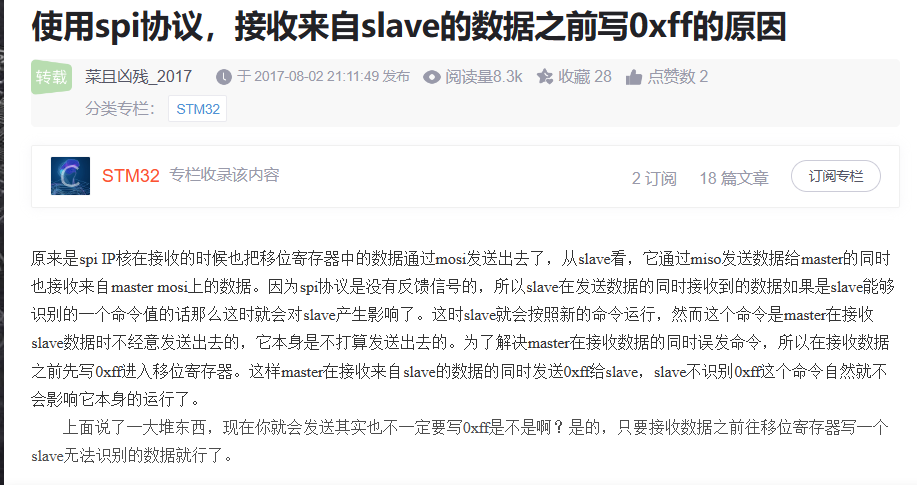 使用spi协议，接收来自slave的数据之前写0xff的原因
转载 菜且凶残_2017 于 2017-08-02 21:11:49 发布 阅读量8.3k 收藏 28 点赞数 2
分类专栏： STM32
STM32 专栏收录该内容 2 订阅 18 篇文章 订阅专栏
原来是spi IP核在接收的时候也把移位寄存器中的数据通过mosi发送出去了，从slave看，它通过miso发送数据给master的同时
也接收来自master mosi上的数据。因为spi协议是没有反馈信号的，所以slave在发送数据的同时接收到的数据如果是slave能够
识别的一个命令值的话那么这时就会对slave产生影响了。这时slave就会按照新的命令运行，然而这个命令是master在接收
slave数据时不经意发送出去的，它本身是不打算发送出去的。为了解决master在接收数据的同时误发命令，所以在接收数据
之前先写0xff进入移位寄存器。这样master在接收来自slave的数据的同时发送0xff给slave，slave不识别0xff这个命令自然就不
会影响它本身的运行了。
上面说了一大堆东西，现在你就会发送其实也不一定要写0xff是不是啊？是的，只要接收数据之前往移位寄存器写一个
slave无法识别的数据就行了。